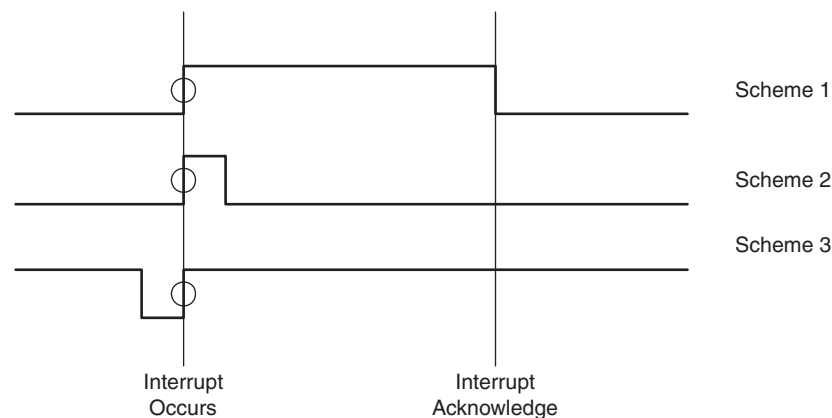 Scheme 1
Scheme 2
Scheme 3
Interrupt
Occurs
Interrupt
Acknowledge